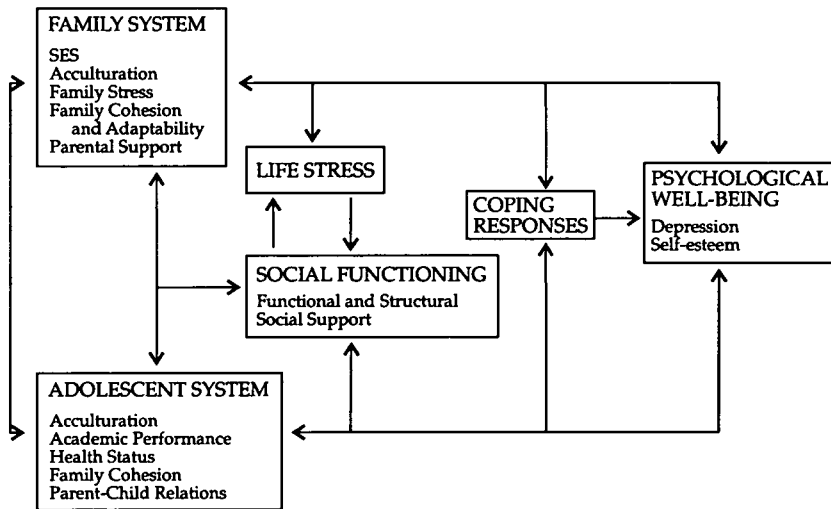 FAMILY SYSTEM
SES
Acculturation
Family Stress
Family Cohesion
and Adaptability
Parental Support
LIFE STRESS
COPING
RESPONSES
PSYCHOLOGICAL
WELL-BEING
Depression
Self-esteem
SOCIAL FUNCTIONING
Functional and Structural
Social Support
ADOLESCENT SYSTEM
Acculturation
Academic Performance
Health Status
Family Cohesion
Parent-Child Relations